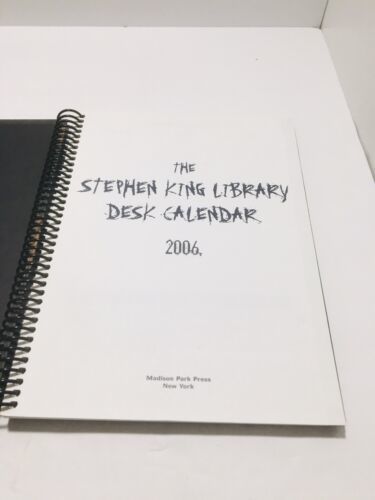 THE
STEPHEN KING LIBRARY
DESK CALENDAR
2006,
Madison Park Press
New York